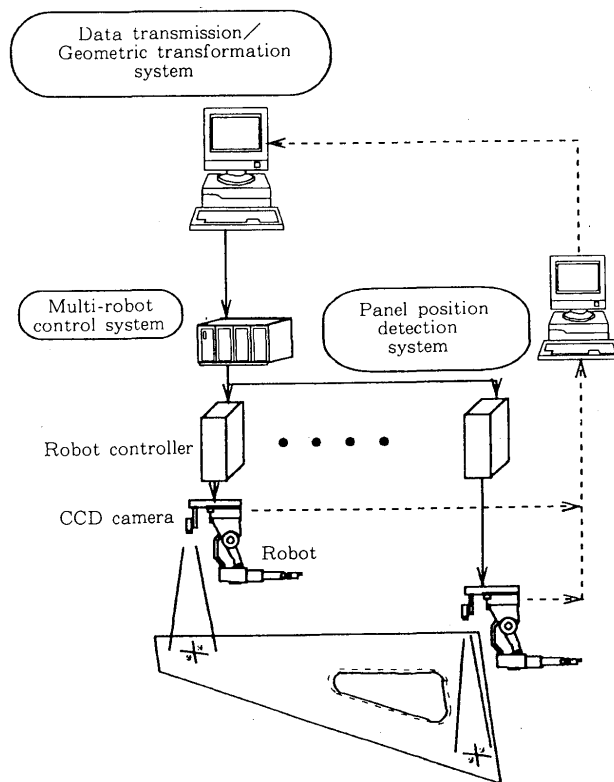 Data transmission／
Geometric transformation
system
Multi-robot
control system
Panel position
detection
system
Robot controller
CCD camera
Robot